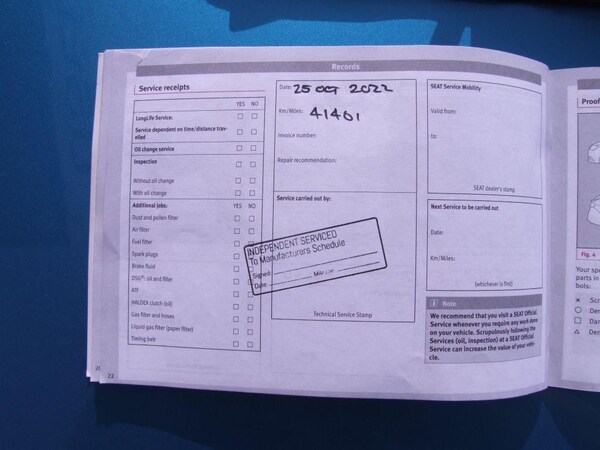 Records
Service receipts
YES NO
LongLife Service:
Service dependent on time/distance trav-
elled
Oil change service
Inspection
Without oil change
With oil change
Additional jobs: YES NO
Dust and pollen filter
Air filter
Fuel filter
Spark plugs
Brake fluid
DSG®: oil and filter
ATF
HALDEX clutch (oil)
Gas filter and hoses
Liquid gas filter (paper filter)
Timing belt
Date: 25 OCT 2022
Km/Miles: 41401
Invoice number:
Repair recommendation:
Service carried out by:
INDEPENDENT SERVICED
To Manufacturers Schedule
Signed:
Date:
Technical Service Stamp
SEAT Service Mobility
Valid from:
to:
SEAT dealer's stamp
Next Service to be carried out
Date:
Km/Miles:
(whichever is first)
i Note
We recommend that you visit a SEAT Official
Service whenever you require any work done
on your vehicle. Scrupulously following the
Services (oil, inspection) at a SEAT Official
Service can increase the value of your vehi-
cle.
22
Proof
Fig. 4
Your spe
parts in
bols:
Scr
Den
Dam
Den